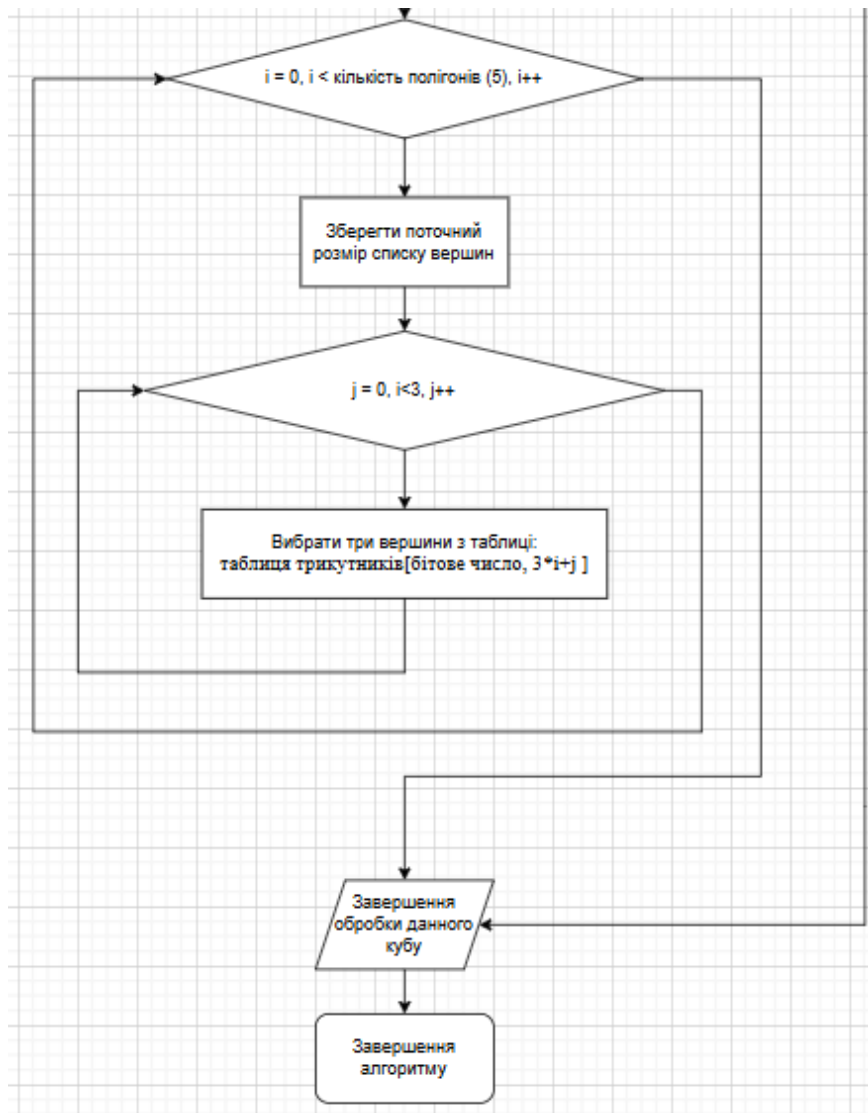 i = 0, i < кількість полігонів (5), i++
Зберегти поточний
розмір списку вершин
j = 0, i<3, j++
Вибрати три вершини з таблиці:
таблиця трикутників[бітове число, 3*i+j ]
Завершення
обробки данного
кубу
Завершення
алгоритму